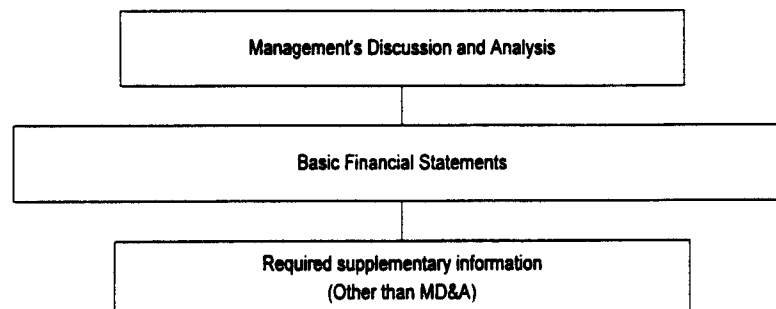 Management's Discussion and Analysis
Basic Financial Statements
Required supplementary information
(Other than MD&A)